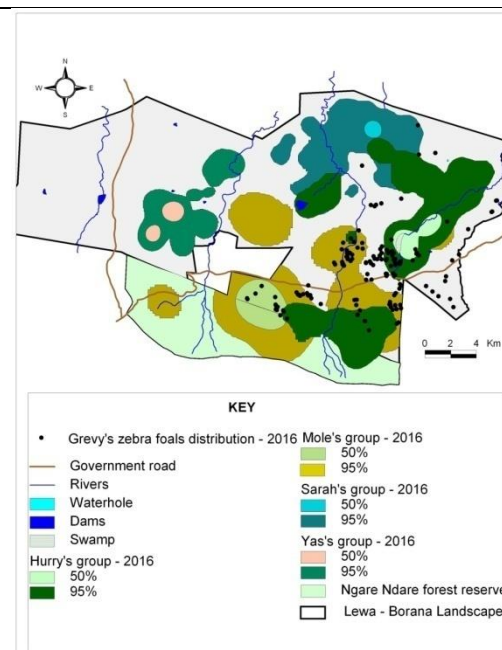 N
W E
S
0 2 4 Km
KEY
Grevy's zebra foals distribution - 2016
Government road
Rivers
Waterhole
Dams
Swamp
Hurry's group - 2016
50%
95%
Mole's group - 2016
50%
95%
Sarah's group - 2016
50%
95%
Yas's group - 2016
50%
95%
Ngare Ndare forest reserve
Lewa - Borana Landscape